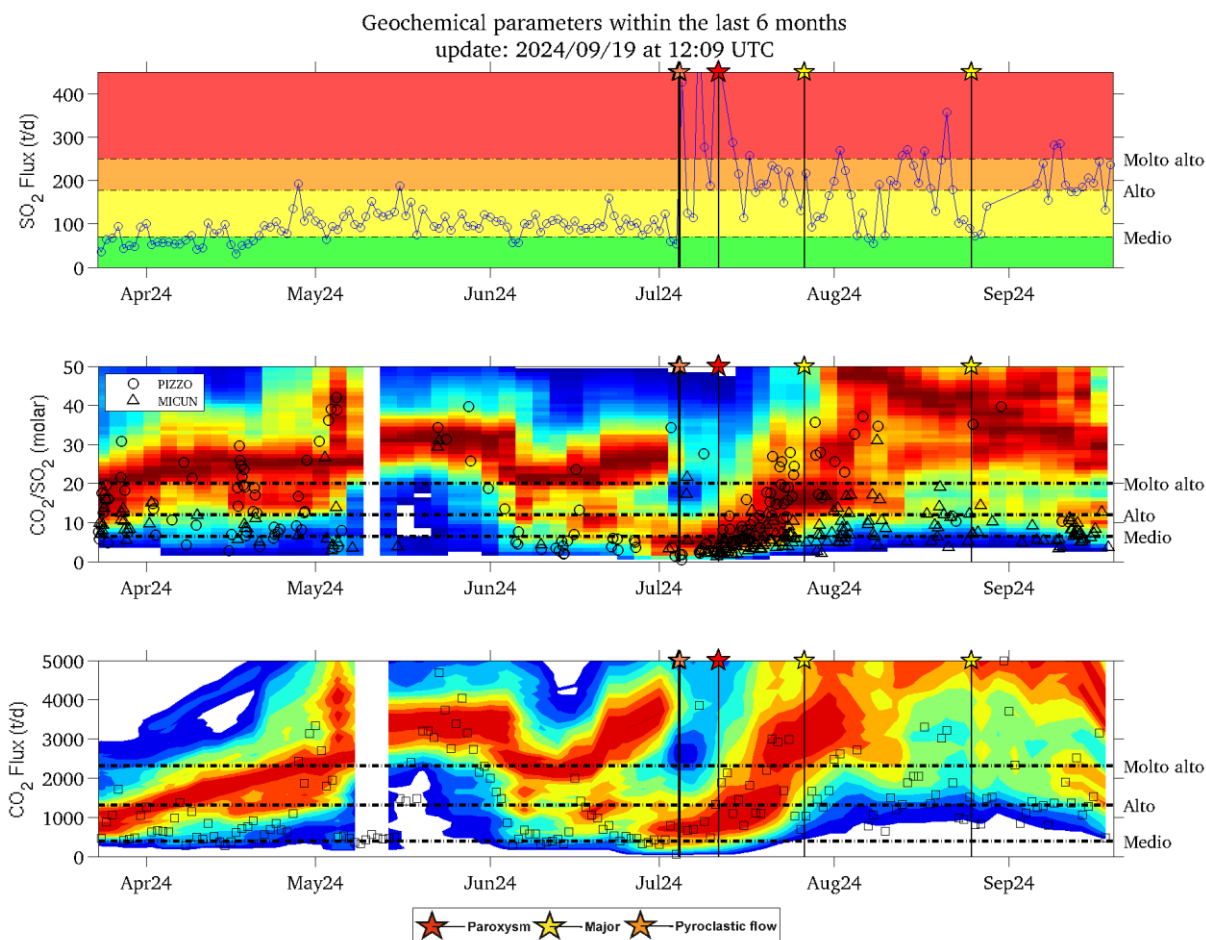 Geochemical parameters within the last 6 months
update: 2024/09/19 at 12:09 UTC
SO2 Flux (t/d)
400
300
200
100
0
Molto alto
Alto
Medio
Apr24 May24 Jun24 Jul24 Aug24 Sep24
CO2/SO2 (molar)
50
40
30
20
10
0
PIZZO
MICUN
Molto alto
Alto
Medio
Apr24 May24 Jun24 Jul24 Aug24 Sep24
CO2 Flux (t/d)
5000
4000
3000
2000
1000
0
Molto alto
Alto
Medio
Apr24 May24 Jun24 Jul24 Aug24 Sep24
Paroxysm Major Pyroclastic flow